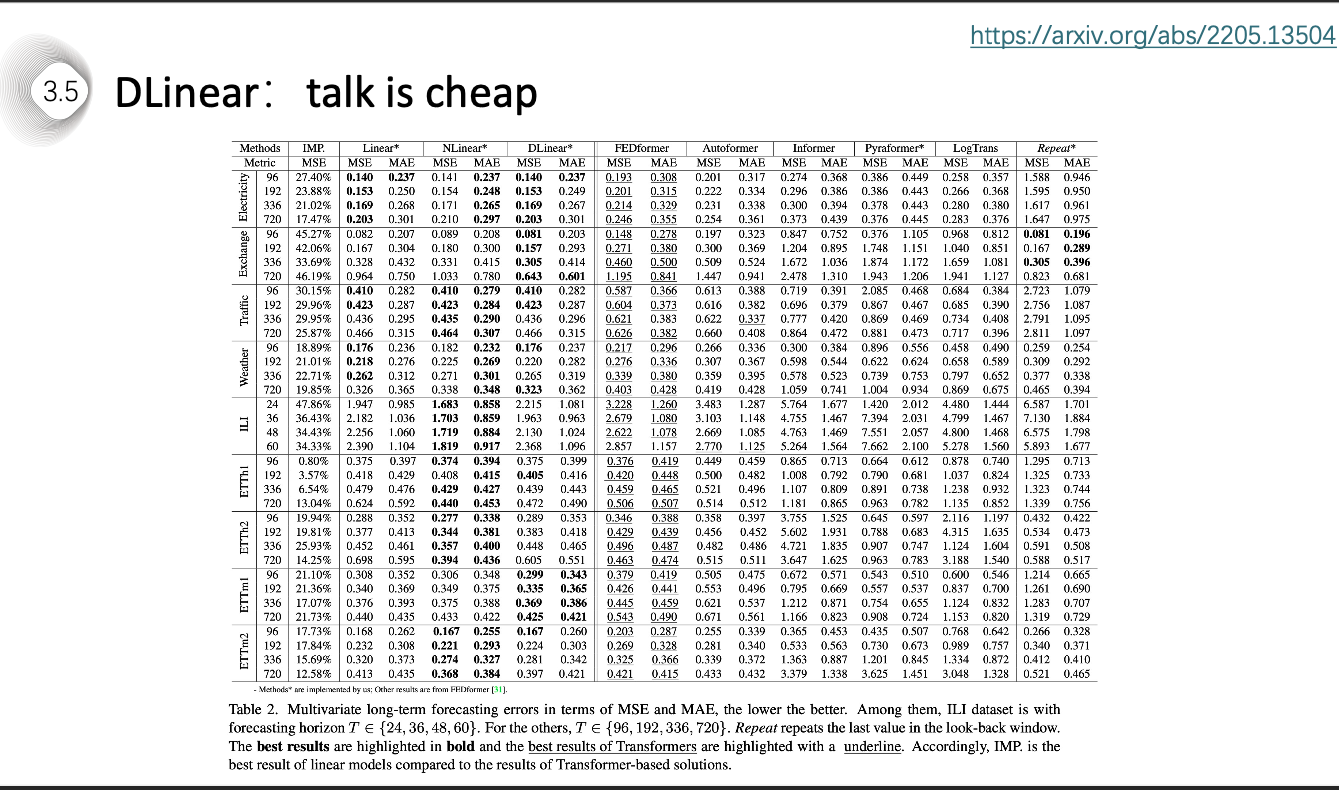 https://arxiv.org/abs/2205.13504
3.5
DLinear： talk is cheap
Methods IMP. Linear* NLinear* DLinear* FEDformer Autoformer Informer Pyraformer* LogTrans Repeat*
Metric MSE MSE MAE MSE MAE MSE MAE MSE MAE MSE MAE MSE MAE MSE MAE MSE MAE MSE MAE
Electricity
96 27.40% 0.140 0.237 0.141 0.237 0.140 0.237 0.193 0.308 0.201 0.317 0.274 0.368 0.386 0.449 0.258 0.357 1.588 0.946
192 23.88% 0.153 0.250 0.154 0.248 0.153 0.249 0.201 0.315 0.222 0.334 0.296 0.386 0.386 0.443 0.266 0.368 1.595 0.950
336 21.02% 0.169 0.268 0.171 0.265 0.169 0.267 0.214 0.329 0.231 0.338 0.300 0.394 0.378 0.443 0.280 0.380 1.617 0.961
720 17.47% 0.203 0.301 0.210 0.297 0.203 0.301 0.246 0.355 0.254 0.361 0.373 0.439 0.376 0.445 0.283 0.376 1.647 0.975
Exchange
96 45.27% 0.082 0.207 0.089 0.208 0.081 0.203 0.148 0.278 0.197 0.323 0.847 0.752 0.376 1.105 0.968 0.812 0.081 0.196
192 42.06% 0.167 0.304 0.180 0.300 0.157 0.293 0.271 0.380 0.300 0.369 1.204 0.895 1.748 1.151 1.040 0.851 0.167 0.289
336 33.69% 0.328 0.432 0.331 0.415 0.305 0.414 0.460 0.500 0.509 0.524 1.672 1.036 1.874 1.172 1.659 1.081 0.305 0.396
720 46.19% 0.964 0.750 1.033 0.780 0.643 0.601 1.195 0.841 1.447 0.941 2.478 1.310 1.943 1.206 1.941 1.127 0.823 0.681
Traffic
96 30.15% 0.410 0.282 0.410 0.279 0.410 0.282 0.587 0.366 0.613 0.388 0.719 0.391 2.085 0.468 0.684 0.384 2.723 1.079
192 29.96% 0.423 0.287 0.423 0.284 0.423 0.287 0.604 0.373 0.616 0.382 0.696 0.379 0.867 0.467 0.685 0.390 2.756 1.087
336 29.95% 0.436 0.295 0.435 0.290 0.436 0.296 0.621 0.383 0.622 0.337 0.777 0.420 0.869 0.469 0.734 0.408 2.791 1.095
720 25.87% 0.466 0.315 0.464 0.307 0.466 0.315 0.626 0.382 0.660 0.408 0.864 0.472 0.881 0.473 0.717 0.396 2.811 1.097
Weather
96 18.89% 0.176 0.236 0.182 0.232 0.176 0.237 0.217 0.296 0.266 0.336 0.300 0.384 0.896 0.556 0.458 0.490 0.259 0.254
192 21.01% 0.218 0.276 0.225 0.269 0.220 0.282 0.276 0.336 0.307 0.367 0.598 0.544 0.622 0.624 0.658 0.589 0.309 0.292
336 22.71% 0.262 0.312 0.271 0.301 0.265 0.319 0.339 0.380 0.359 0.395 0.578 0.523 0.739 0.753 0.797 0.652 0.377 0.338
720 19.85% 0.326 0.365 0.338 0.348 0.323 0.362 0.403 0.428 0.419 0.428 1.059 0.741 1.004 0.934 0.869 0.675 0.465 0.394
ILI
24 47.86% 1.947 0.985 1.683 0.858 2.215 1.081 3.228 1.260 3.483 1.287 5.764 1.677 1.420 2.012 4.480 1.444 6.587 1.701
36 36.43% 2.182 1.036 1.703 0.859 1.963 0.963 2.679 1.080 3.103 1.148 4.755 1.467 7.394 2.031 4.799 1.467 7.130 1.884
48 34.43% 2.256 1.060 1.719 0.884 2.130 1.024 2.622 1.078 2.669 1.085 4.763 1.469 7.551 2.057 4.800 1.468 6.575 1.798
60 34.33% 2.390 1.104 1.819 0.917 2.368 1.096 2.857 1.157 2.770 1.125 5.264 1.564 7.662 2.100 5.278 1.560 5.893 1.677
ETTh1
96 0.80% 0.375 0.397 0.374 0.394 0.375 0.399 0.376 0.419 0.449 0.459 0.865 0.713 0.664 0.612 0.878 0.740 1.295 0.713
192 3.57% 0.418 0.429 0.408 0.415 0.405 0.416 0.420 0.448 0.500 0.482 1.008 0.792 0.790 0.681 1.037 0.824 1.325 0.733
336 6.54% 0.479 0.476 0.429 0.427 0.439 0.443 0.459 0.465 0.521 0.496 1.107 0.809 0.891 0.738 1.238 0.932 1.323 0.744
720 13.04% 0.624 0.592 0.440 0.453 0.472 0.490 0.506 0.507 0.514 0.512 1.181 0.865 0.963 0.782 1.135 0.852 1.339 0.756
ETTh2
96 19.94% 0.288 0.352 0.277 0.338 0.289 0.353 0.346 0.388 0.358 0.397 3.755 1.525 0.645 0.597 2.116 1.197 0.432 0.422
192 19.81% 0.377 0.413 0.344 0.381 0.383 0.418 0.429 0.439 0.456 0.452 5.602 1.931 0.788 0.683 4.315 1.635 0.534 0.473
336 25.93% 0.452 0.461 0.357 0.400 0.448 0.465 0.496 0.487 0.482 0.486 4.721 1.835 0.907 0.747 1.124 1.604 0.591 0.508
720 14.25% 0.698 0.595 0.394 0.436 0.605 0.551 0.463 0.474 0.515 0.511 3.647 1.625 0.963 0.783 3.188 1.540 0.588 0.517
ETTm1
96 21.10% 0.308 0.352 0.306 0.348 0.299 0.343 0.379 0.419 0.505 0.475 0.672 0.571 0.543 0.510 0.600 0.546 1.214 0.665
192 21.36% 0.340 0.369 0.349 0.375 0.335 0.365 0.426 0.441 0.553 0.496 0.795 0.669 0.557 0.537 0.837 0.700 1.261 0.690
336 17.07% 0.376 0.393 0.375 0.388 0.369 0.386 0.445 0.459 0.621 0.537 1.212 0.871 0.754 0.655 1.124 0.832 1.283 0.707
720 21.73% 0.440 0.435 0.433 0.422 0.425 0.421 0.543 0.490 0.671 0.561 1.166 0.823 0.908 0.724 1.153 0.820 1.319 0.729
ETTm2
96 17.73% 0.168 0.262 0.167 0.255 0.167 0.260 0.203 0.287 0.255 0.339 0.365 0.453 0.435 0.507 0.768 0.642 0.266 0.328
192 17.84% 0.232 0.308 0.221 0.293 0.224 0.303 0.269 0.328 0.281 0.340 0.533 0.563 0.730 0.673 0.989 0.757 0.340 0.371
336 15.69% 0.320 0.373 0.274 0.327 0.281 0.342 0.325 0.366 0.339 0.372 1.363 0.887 1.201 0.845 1.334 0.872 0.412 0.410
720 12.58% 0.413 0.435 0.368 0.384 0.397 0.421 0.421 0.415 0.433 0.432 3.379 1.338 3.625 1.451 3.048 1.328 0.521 0.465
- Methods* are implemented by us; Other results are from FEDformer [31].
Table 2. Multivariate long-term forecasting errors in terms of MSE and MAE, the lower the better. Among them, ILI dataset is with
forecasting horizon T ∈ {24, 36, 48, 60}. For the others, T ∈ {96, 192, 336, 720}. Repeat repeats the last value in the look-back window.
The best results are highlighted in bold and the best results of Transformers are highlighted with a underline. Accordingly, IMP. is the
best result of linear models compared to the results of Transformer-based solutions.